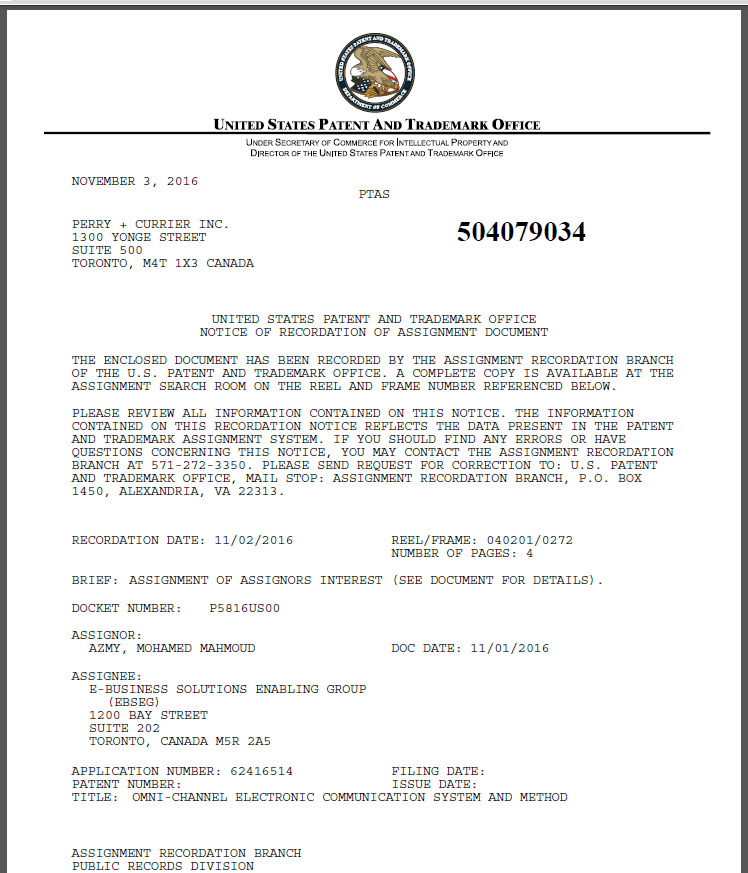 UNITED STATES PATENT AND TRADEMARK OFFICE
DEPARTMENT OF COMMERCE
UNITED STATES PATENT AND TRADEMARK OFFICE
UNDER SECRETARY OF COMMERCE FOR INTELLECTUAL PROPERTY AND
DIRECTOR OF THE UNITED STATES PATENT AND TRADEMARK OFFICE
NOVEMBER 3, 2016
PTAS
PERRY + CURRIER INC.
1300 YONGE STREET
SUITE 500
TORONTO, M4T 1X3 CANADA
504079034
UNITED STATES PATENT AND TRADEMARK OFFICE
NOTICE OF RECORDATION OF ASSIGNMENT DOCUMENT
THE ENCLOSED DOCUMENT HAS BEEN RECORDED BY THE ASSIGNMENT RECORDATION BRANCH
OF THE U.S. PATENT AND TRADEMARK OFFICE. A COMPLETE COPY IS AVAILABLE AT THE
ASSIGNMENT SEARCH ROOM ON THE REEL AND FRAME NUMBER REFERENCED BELOW.
PLEASE REVIEW ALL INFORMATION CONTAINED ON THIS NOTICE. THE INFORMATION
CONTAINED ON THIS RECORDATION NOTICE REFLECTS THE DATA PRESENT IN THE PATENT
AND TRADEMARK ASSIGNMENT SYSTEM. IF YOU SHOULD FIND ANY ERRORS OR HAVE
QUESTIONS CONCERNING THIS NOTICE, YOU MAY CONTACT THE ASSIGNMENT RECORDATION
BRANCH AT 571-272-3350. PLEASE SEND REQUEST FOR CORRECTION TO: U.S. PATENT
AND TRADEMARK OFFICE, MAIL STOP: ASSIGNMENT RECORDATION BRANCH, P.O. BOX
1450, ALEXANDRIA, VA 22313.
RECORDATION DATE: 11/02/2016 REEL/FRAME: 040201/0272
NUMBER OF PAGES: 4
BRIEF: ASSIGNMENT OF ASSIGNORS INTEREST (SEE DOCUMENT FOR DETAILS).
DOCKET NUMBER: P5816US00
ASSIGNOR:
AZMY, MOHAMED MAHMOUD DOC DATE: 11/01/2016
ASSIGNEE:
E-BUSINESS SOLUTIONS ENABLING GROUP
(EBSEG)
1200 BAY STREET
SUITE 202
TORONTO, CANADA M5R 2A5
APPLICATION NUMBER: 62416514 FILING DATE:
PATENT NUMBER: ISSUE DATE:
TITLE: OMNI-CHANNEL ELECTRONIC COMMUNICATION SYSTEM AND METHOD
ASSIGNMENT RECORDATION BRANCH
PUBLIC RECORDS DIVISION